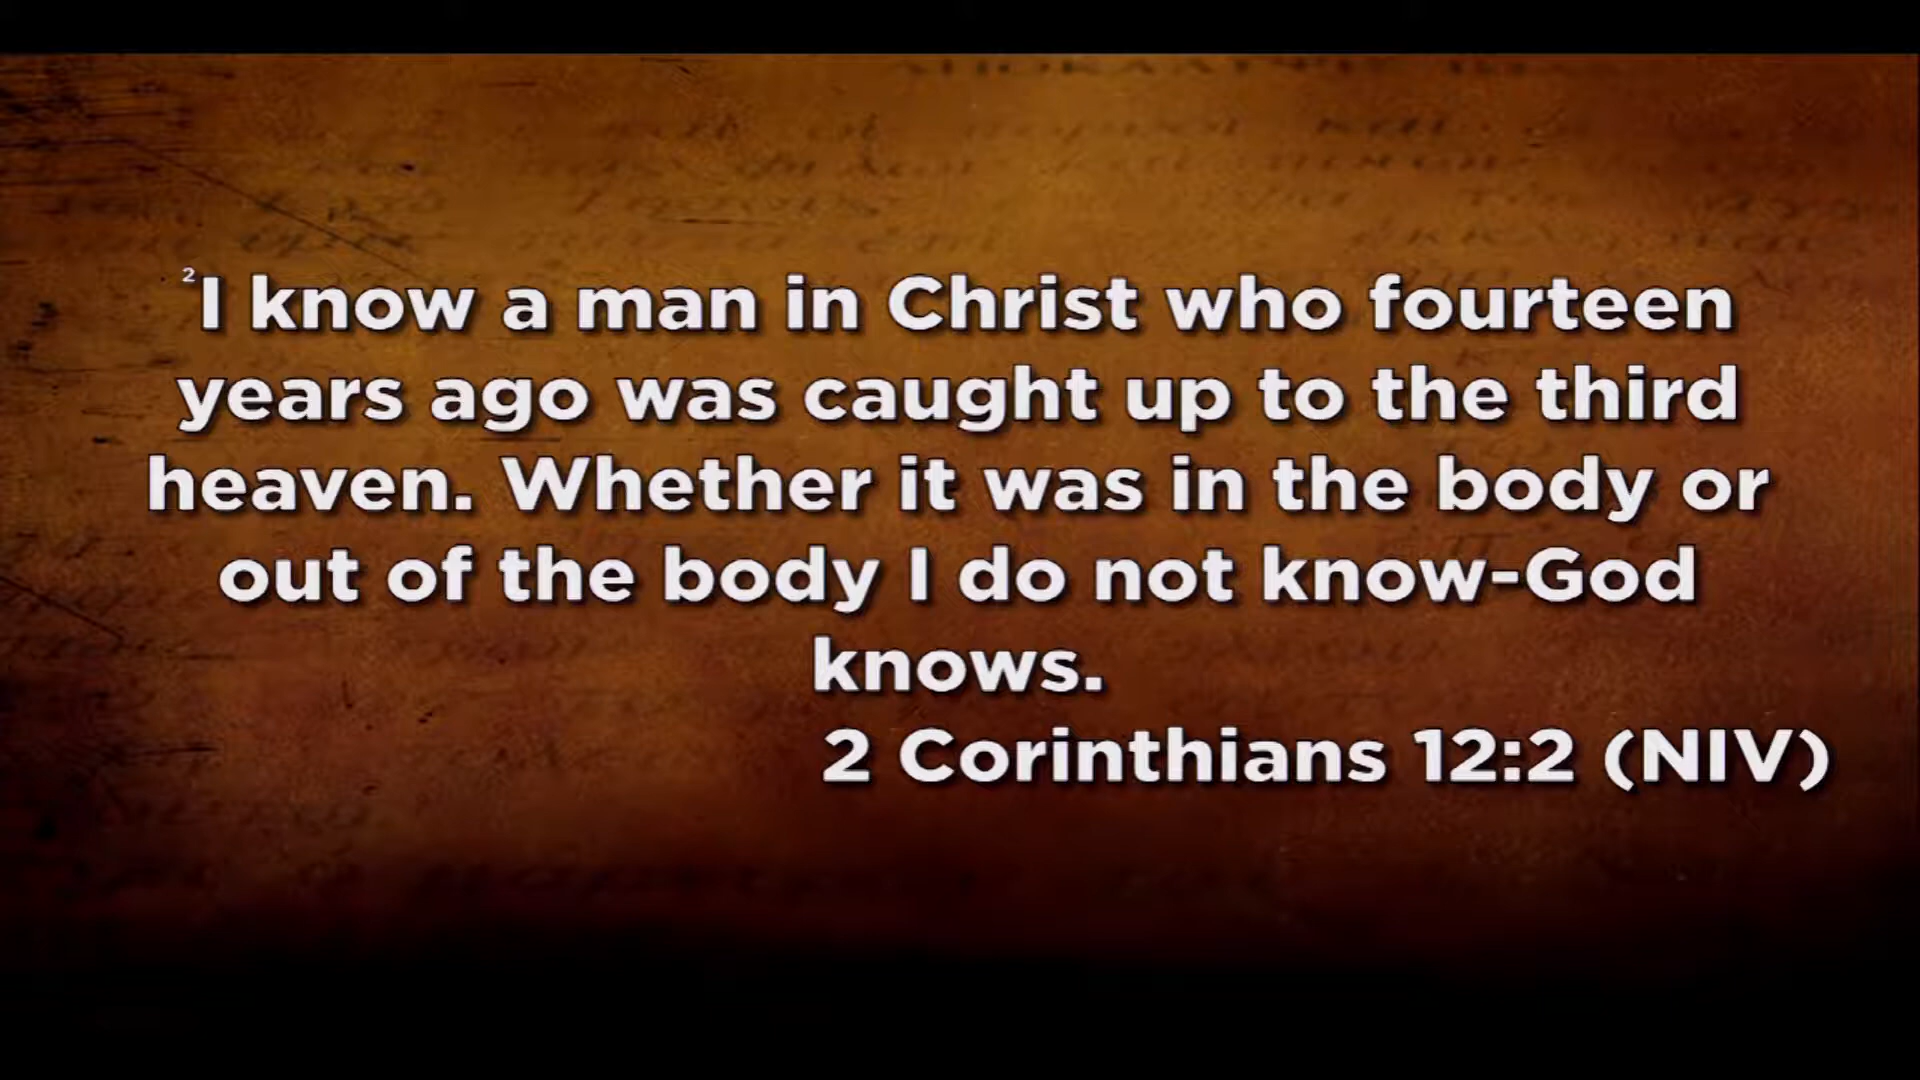 ²I know a man in Christ who fourteen
years ago was caught up to the third
heaven. Whether it was in the body or
out of the body I do not know-God
knows.
2 Corinthians 12:2 (NIV)